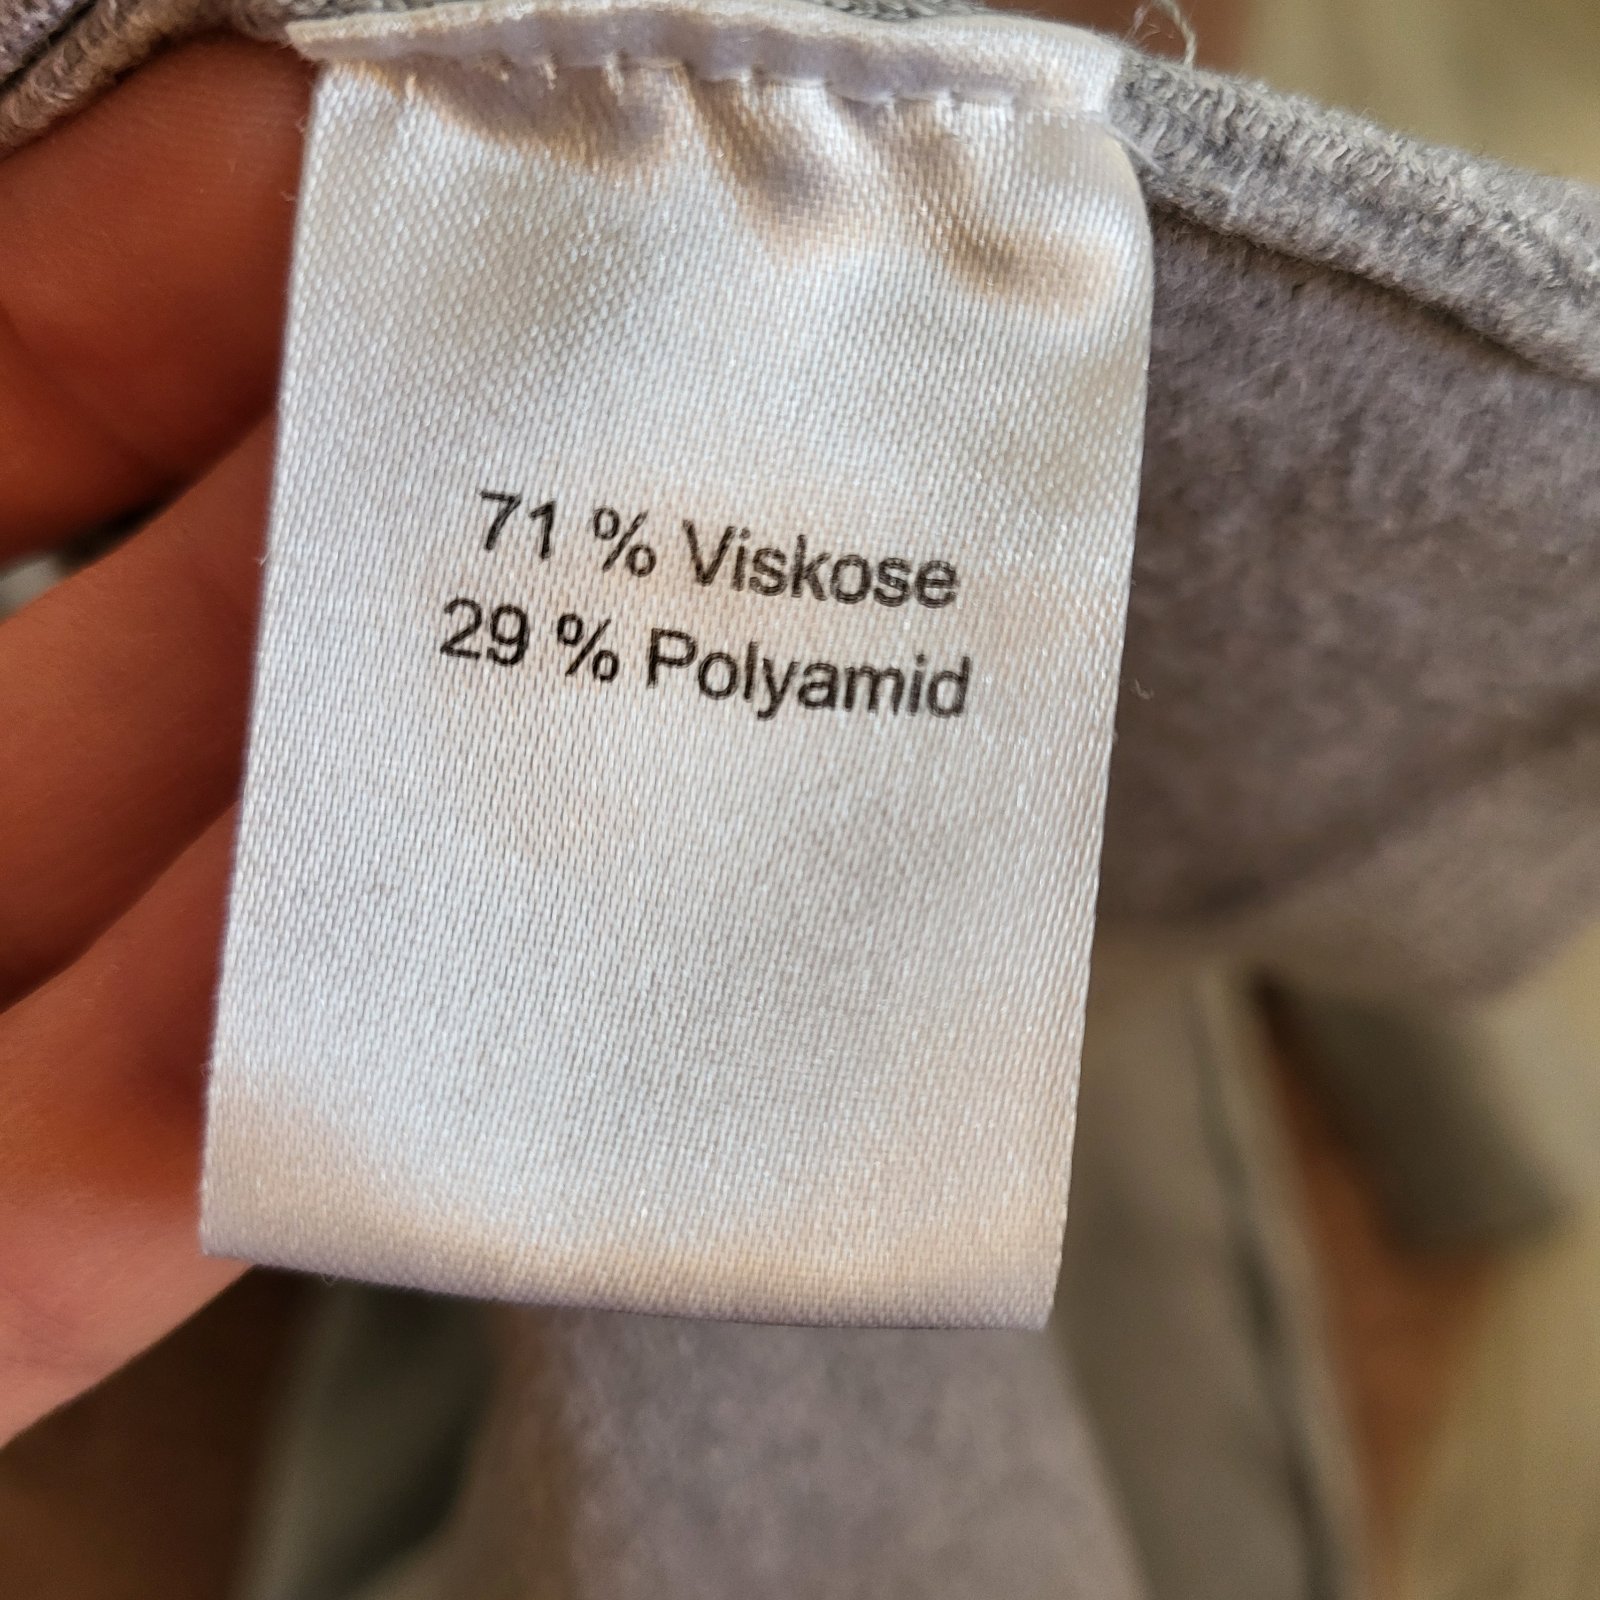 71 % Viskose
29 % Polyamid